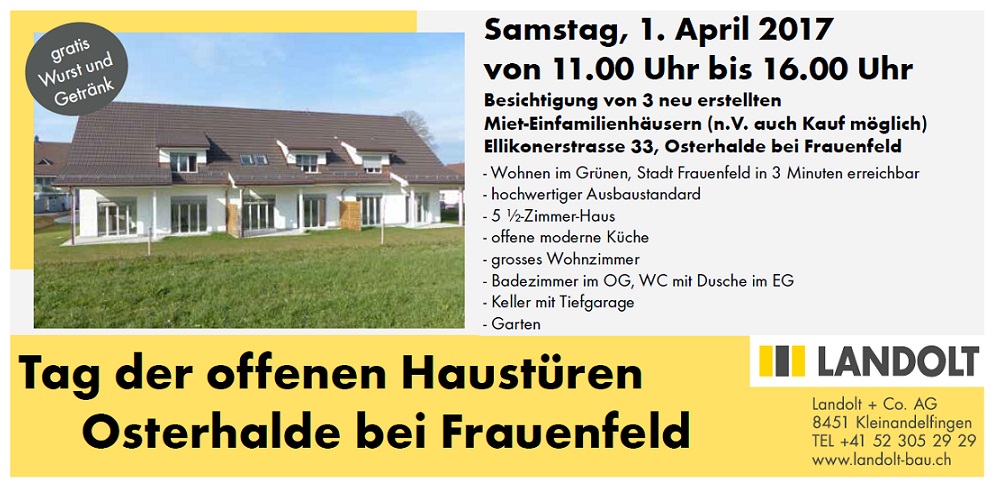 gratis
Wurst und
Getränk
Samstag, 1. April 2017
von 11.00 Uhr bis 16.00 Uhr
Besichtigung von 3 neu erstellten
Miet-Einfamilienhäusern (n.V. auch Kauf möglich)
Ellikonerstrasse 33, Osterhalde bei Frauenfeld
- Wohnen im Grünen, Stadt Frauenfeld in 3 Minuten erreichbar
- hochwertiger Ausbaustandard
- 5 ½-Zimmer-Haus
- offene moderne Küche
- grosses Wohnzimmer
- Badezimmer im OG, WC mit Dusche im EG
- Keller mit Tiefgarage
- Garten
Tag der offenen Haustüren
Osterhalde bei Frauenfeld
LANDOLT
Landolt + Co. AG
8451 Kleinandelfingen
TEL +41 52 305 29 29
www.landolt-bau.ch